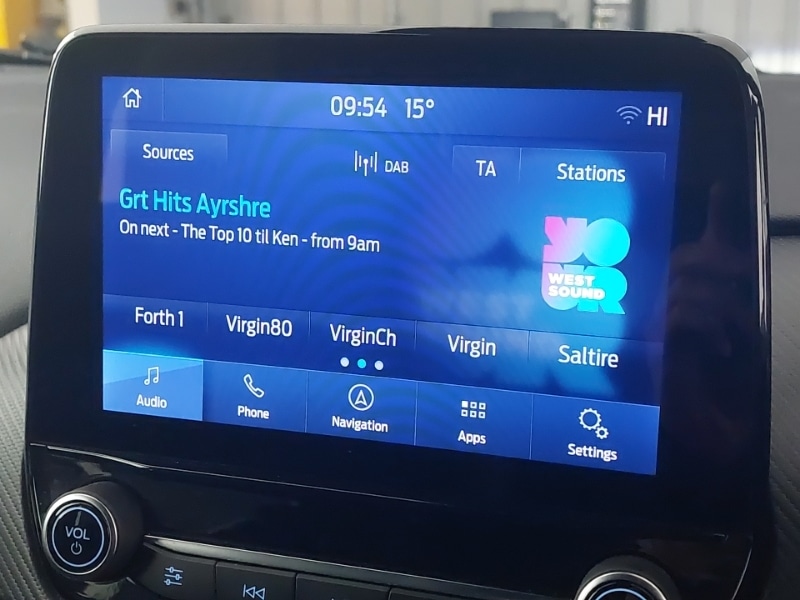 09:54 15° HI
Sources DAB TA Stations
Grt Hits Ayrshre
On next - The Top 10 til Ken - from 9am
YOUR
WEST
SOUND
Forth 1 Virgin80 VirginCh Virgin Saltire
Audio Phone Navigation Apps Settings
VOL